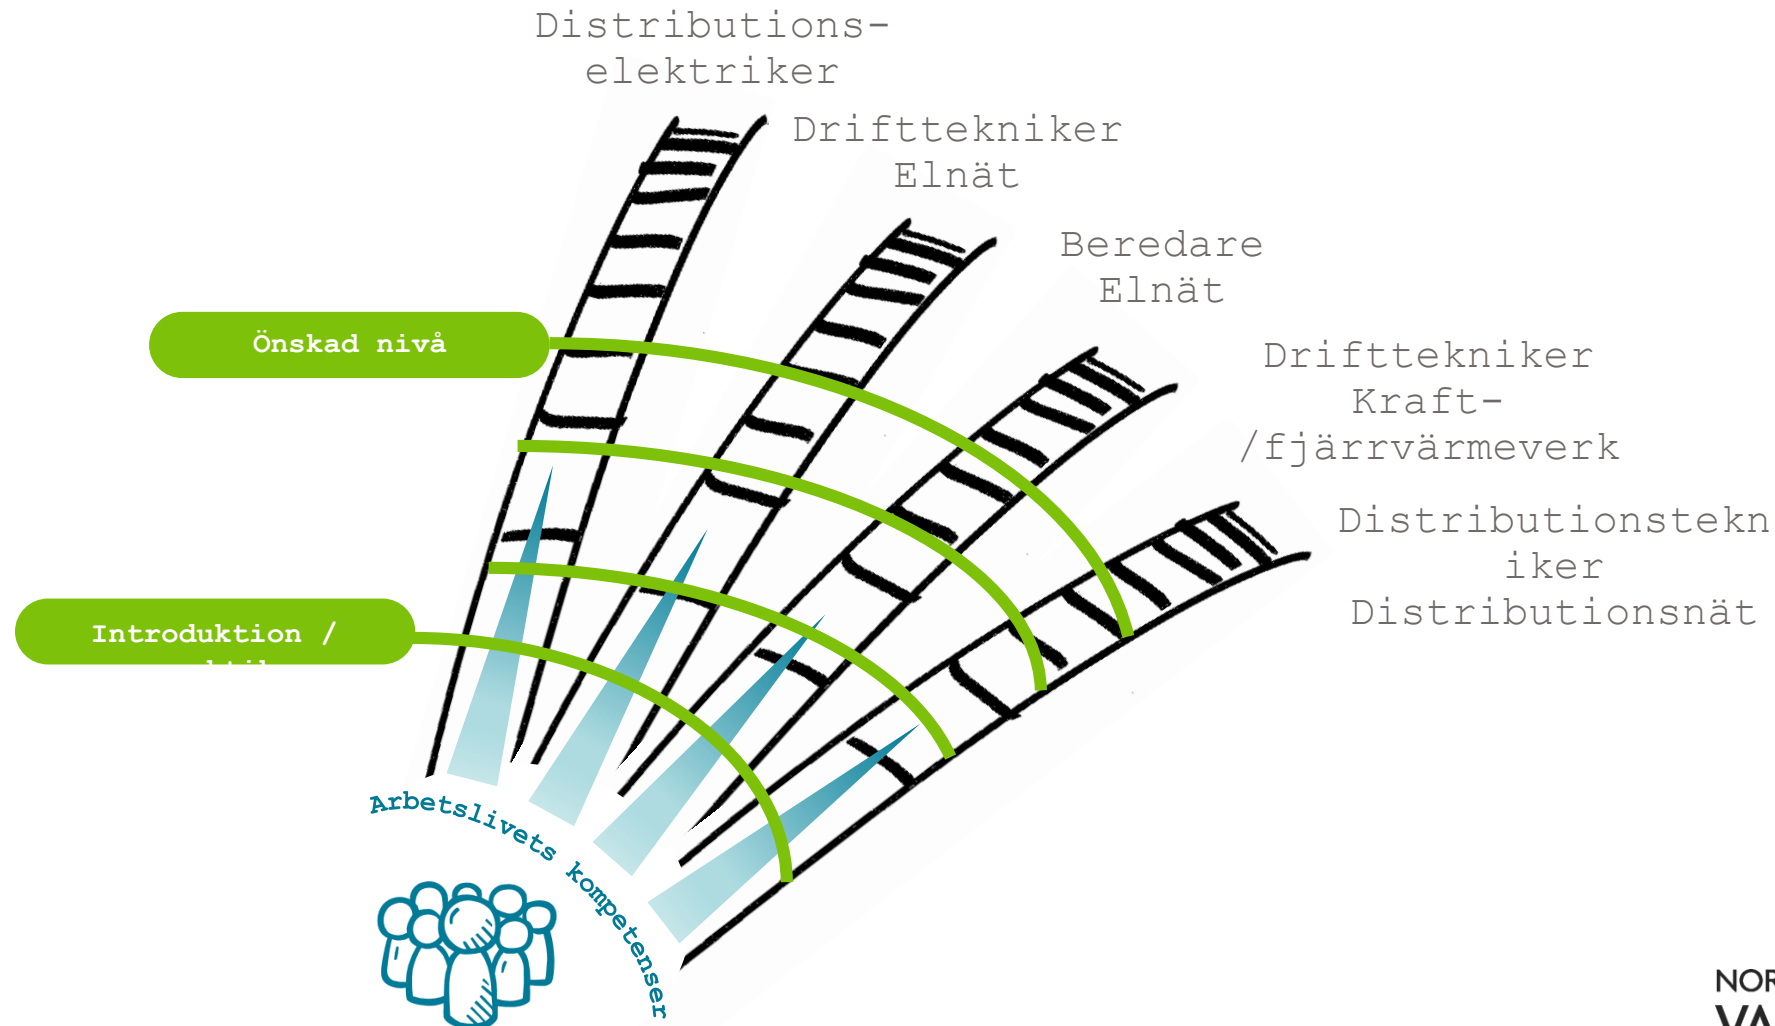 Distributions-
elektriker
Drifttekniker
Elnät
Beredare
Elnät
Önskad nivå
Drifttekniker
Kraft-
/fjärrvärmeverk
Distributionstekn
iker
Distributionsnät
Introduktion /
Arbetslivets kompetenser